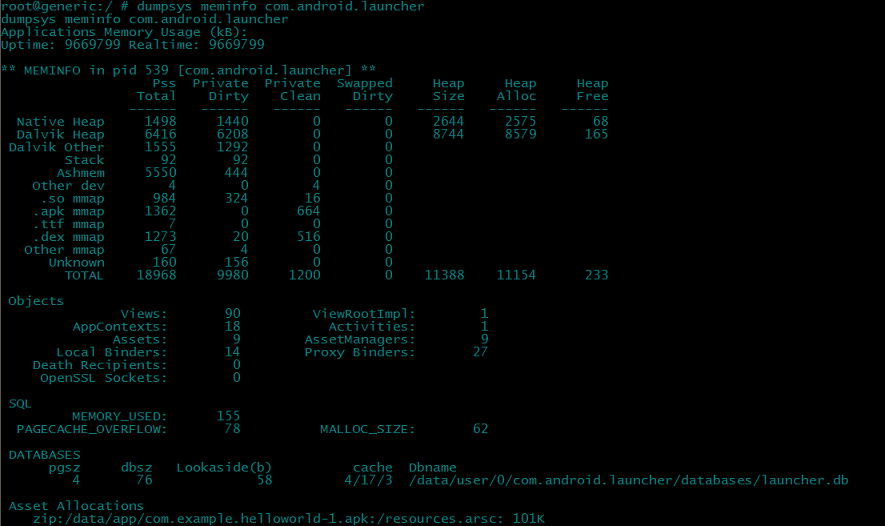 root@generic:/ # dumpsys meminfo com.android.launcher
dumpsys meminfo com.android.launcher
Applications Memory Usage (kB):
Uptime: 9669799 Realtime: 9669799
** MEMINFO in pid 539 [com.android.launcher] **
Pss Private Private Swapped Heap Heap Heap
Total Dirty Clean Dirty Size Alloc Free
------ ------ ------ ------ ------ ------ ------
Native Heap 1498 1440 0 0 2644 2575 68
Dalvik Heap 6416 6208 0 0 8744 8579 165
Dalvik Other 1555 1292 0 0
Stack 92 92 0 0
Ashmem 5550 444 0 0
Other dev 4 0 4 0
.so mmap 984 324 16 0
.apk mmap 1362 0 664 0
.ttf mmap 7 0 0 0
.dex mmap 1273 20 516 0
Other mmap 67 4 0 0
Unknown 160 156 0 0
TOTAL 18968 9980 1200 0 11388 11154 233
Objects
Views: 90 ViewRootImpl: 1
AppContexts: 18 Activities: 1
Assets: 9 AssetManagers: 9
Local Binders: 14 Proxy Binders: 27
Death Recipients: 0
OpenSSL Sockets: 0
SQL
MEMORY_USED: 155
PAGECACHE_OVERFLOW: 78 MALLOC_SIZE: 62
DATABASES
pgsz dbsz Lookaside(b) cache Dbname
4 76 58 4/17/3 /data/user/0/com.android.launcher/databases/launcher.db
Asset Allocations
zip:/data/app/com.example.helloworld-1.apk:/resources.arsc: 101K